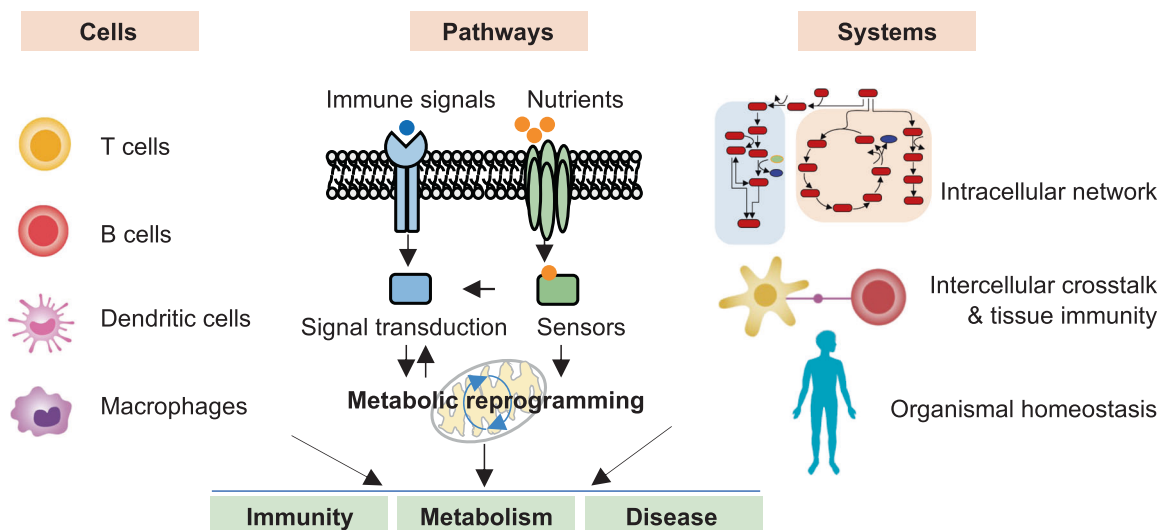 Cells
Pathways
Systems
T cells
B cells
Dendritic cells
Macrophages
Immune signals
Nutrients
Signal transduction
Sensors
Metabolic reprogramming
Intracellular network
Intercellular crosstalk
& tissue immunity
Organismal homeostasis
Immunity
Metabolism
Disease